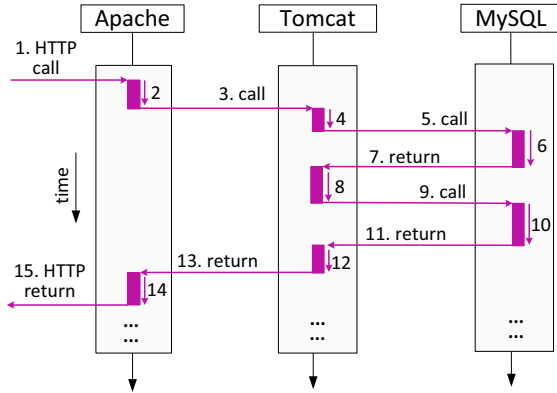 Apache
Tomcat
MySQL
1. HTTP
call
2
3. call
4
5. call
6
7. return
8
time
9. call
10
11. return
12
13. return
15. HTTP
return
14
...
...
...
...
...
...